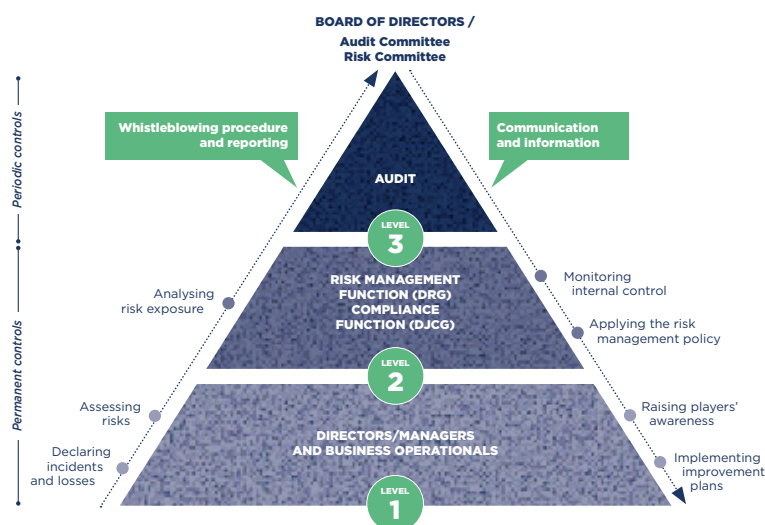 BOARD OF DIRECTORS /
Audit Committee
Risk Committee
Whistleblowing procedure
and reporting
Communication
and information
Periodic controls
AUDIT
LEVEL
3
RISK MANAGEMENT
FUNCTION (DRG)
COMPLIANCE
FUNCTION (DJCG)
Analysing
risk exposure
Monitoring
internal control
Applying the risk
management policy
Permanent controls
LEVEL
2
Assessing
risks
Raising players’
awareness
DIRECTORS/MANAGERS
AND BUSINESS OPERATIONALS
Declaring
incidents
and losses
Implementing
improvement
plans
LEVEL
1